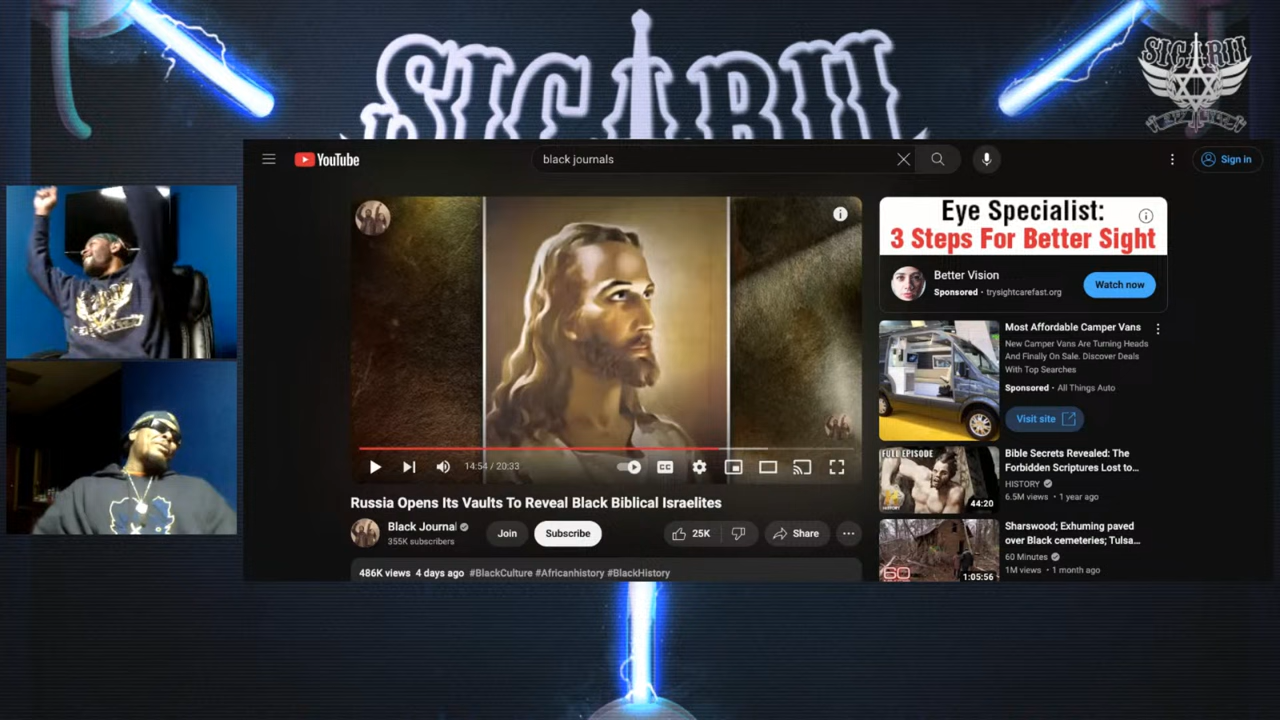 SICARII
SICARII
YouTube
black journals
Sign in
14:54 / 20:33
CC
Russia Opens Its Vaults To Reveal Black Biblical Israelites
Black Journal
355K subscribers
Join
Subscribe
25K
Share
486K views 4 days ago #BlackCulture #Africanhistory #BlackHistory
Eye Specialist:
3 Steps For Better Sight
Better Vision
Sponsored • trysightcarefast.org
Watch now
Most Affordable Camper Vans
New Camper Vans Are Turning Heads
And Finally On Sale. Discover Deals
With Top Searches
Sponsored • All Things Auto
Visit site
FULL EPISODE
44:20
Bible Secrets Revealed: The
Forbidden Scriptures Lost to...
HISTORY
6.5M views • 1 year ago
60
1:05:56
Sharswood; Exhuming paved
over Black cemeteries; Tulsa...
60 Minutes
1M views • 1 month ago